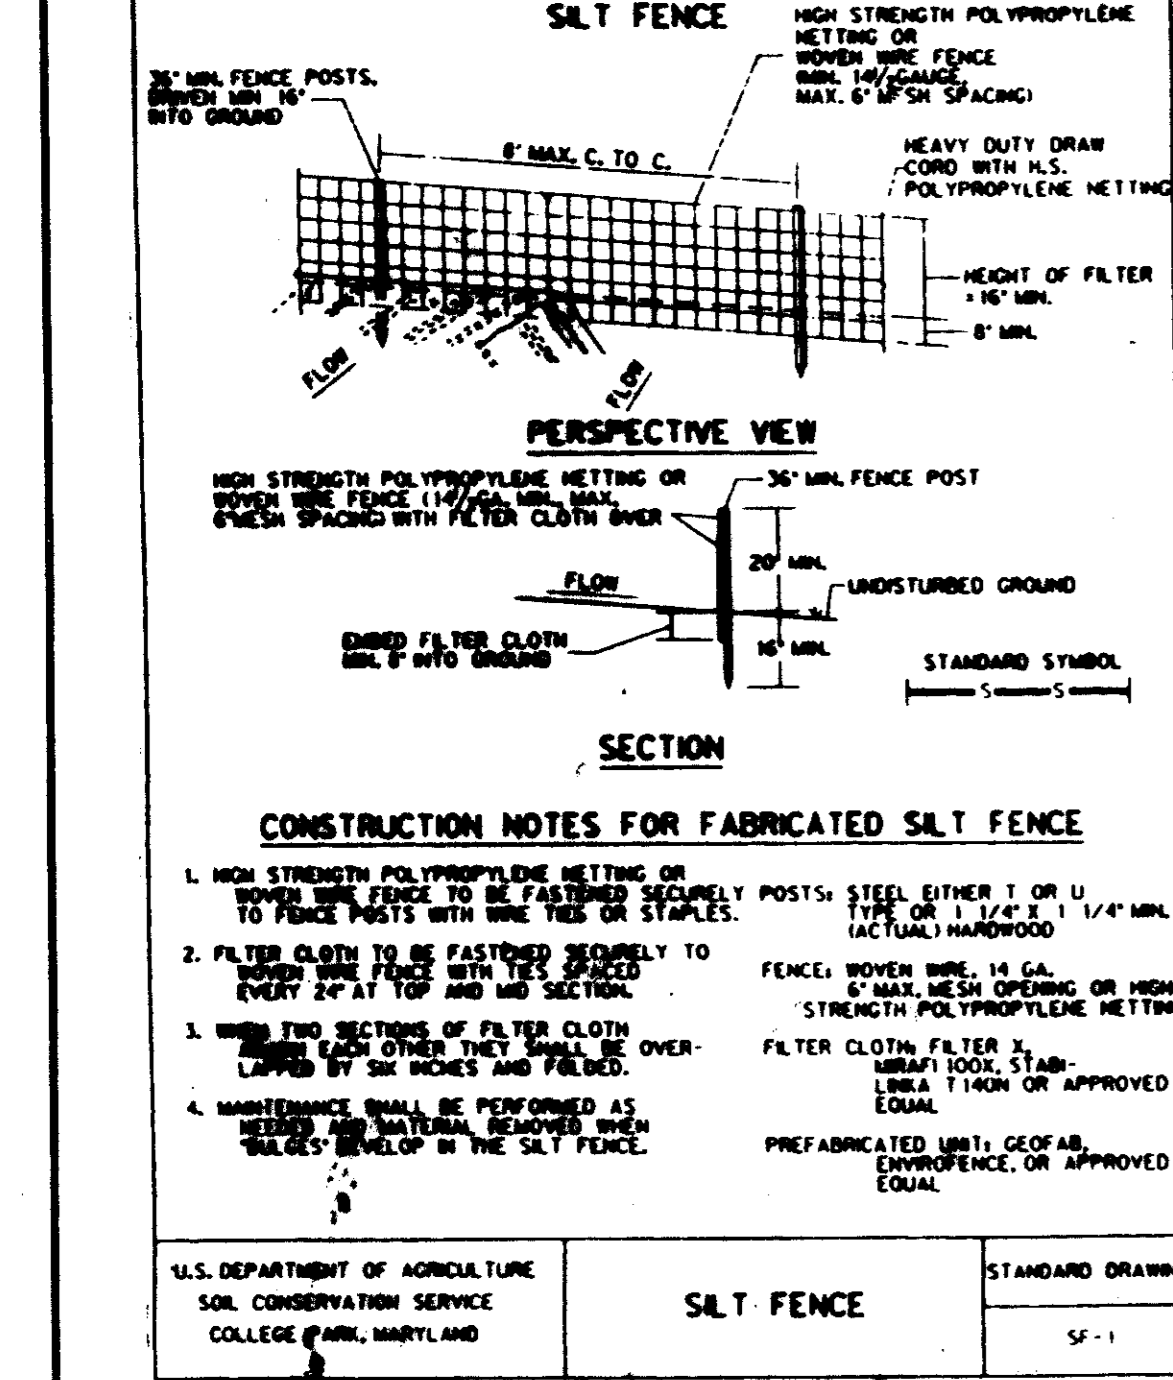 SILT FENCE
HIGH STRENGTH POLYPROPYLENE
NETTING OR
WOVEN WIRE FENCE
(MIN. 14 1/2 GAUGE,
MAX. 6" MESH SPACING)
36" MIN. FENCE POSTS,
DRIVEN MIN 16"
INTO GROUND
HEAVY DUTY DRAW
CORD WITH H.S.
POLYPROPYLENE NETTING
MAX. C. TO C.
HEIGHT OF FILTER
= 16" MIN.
8" MIN.
FLOW
FLOW
PERSPECTIVE VIEW
HIGH STRENGTH POLYPROPYLENE NETTING OR
WOVEN WIRE FENCE (14 1/2 GA. MIN., MAX.
6" MESH SPACING) WITH FILTER CLOTH OVER
36" MIN. FENCE POST
20" MIN.
FLOW
UNDISTURBED GROUND
EMBED FILTER CLOTH
MIN. 8" INTO GROUND
16" MIN.
STANDARD SYMBOL
S S
SECTION
CONSTRUCTION NOTES FOR FABRICATED SILT FENCE
1. HIGH STRENGTH POLYPROPYLENE NETTING OR
WOVEN WIRE FENCE TO BE FASTENED SECURELY
TO FENCE POSTS WITH WIRE TIES OR STAPLES.
2. FILTER CLOTH TO BE FASTENED SECURELY TO
WOVEN WIRE FENCE WITH TIES SPACED
EVERY 24" AT TOP AND MID SECTION.
3. WHEN TWO SECTIONS OF FILTER CLOTH
EACH OTHER THEY SHALL BE OVER-
LAPPED BY SIX INCHES AND FOLDED.
4. MAINTENANCE SHALL BE PERFORMED AS
NEEDED AND MATERIAL REMOVED WHEN
"BULGES" DEVELOP IN THE SILT FENCE.
POSTS: STEEL EITHER T OR U
TYPE OR 1 1/4" X 1 1/4" MIN.
(ACTUAL) HARDWOOD
FENCE: WOVEN WIRE, 14 GA.
6" MAX. MESH OPENING OR HIGH
STRENGTH POLYPROPYLENE NETTIN
FILTER CLOTH: FILTER X,
MIRAFI 100X, STABI-
LINKA T140N OR APPROVED
EQUAL
PREFABRICATED UNIT: GEOFAB,
ENVIROFENCE, OR APPROVED
EQUAL
U.S. DEPARTMENT OF AGRICULTURE
SOIL CONSERVATION SERVICE
COLLEGE PARK, MARYLAND
SILT FENCE
STANDARD DRAWIN
SF-1